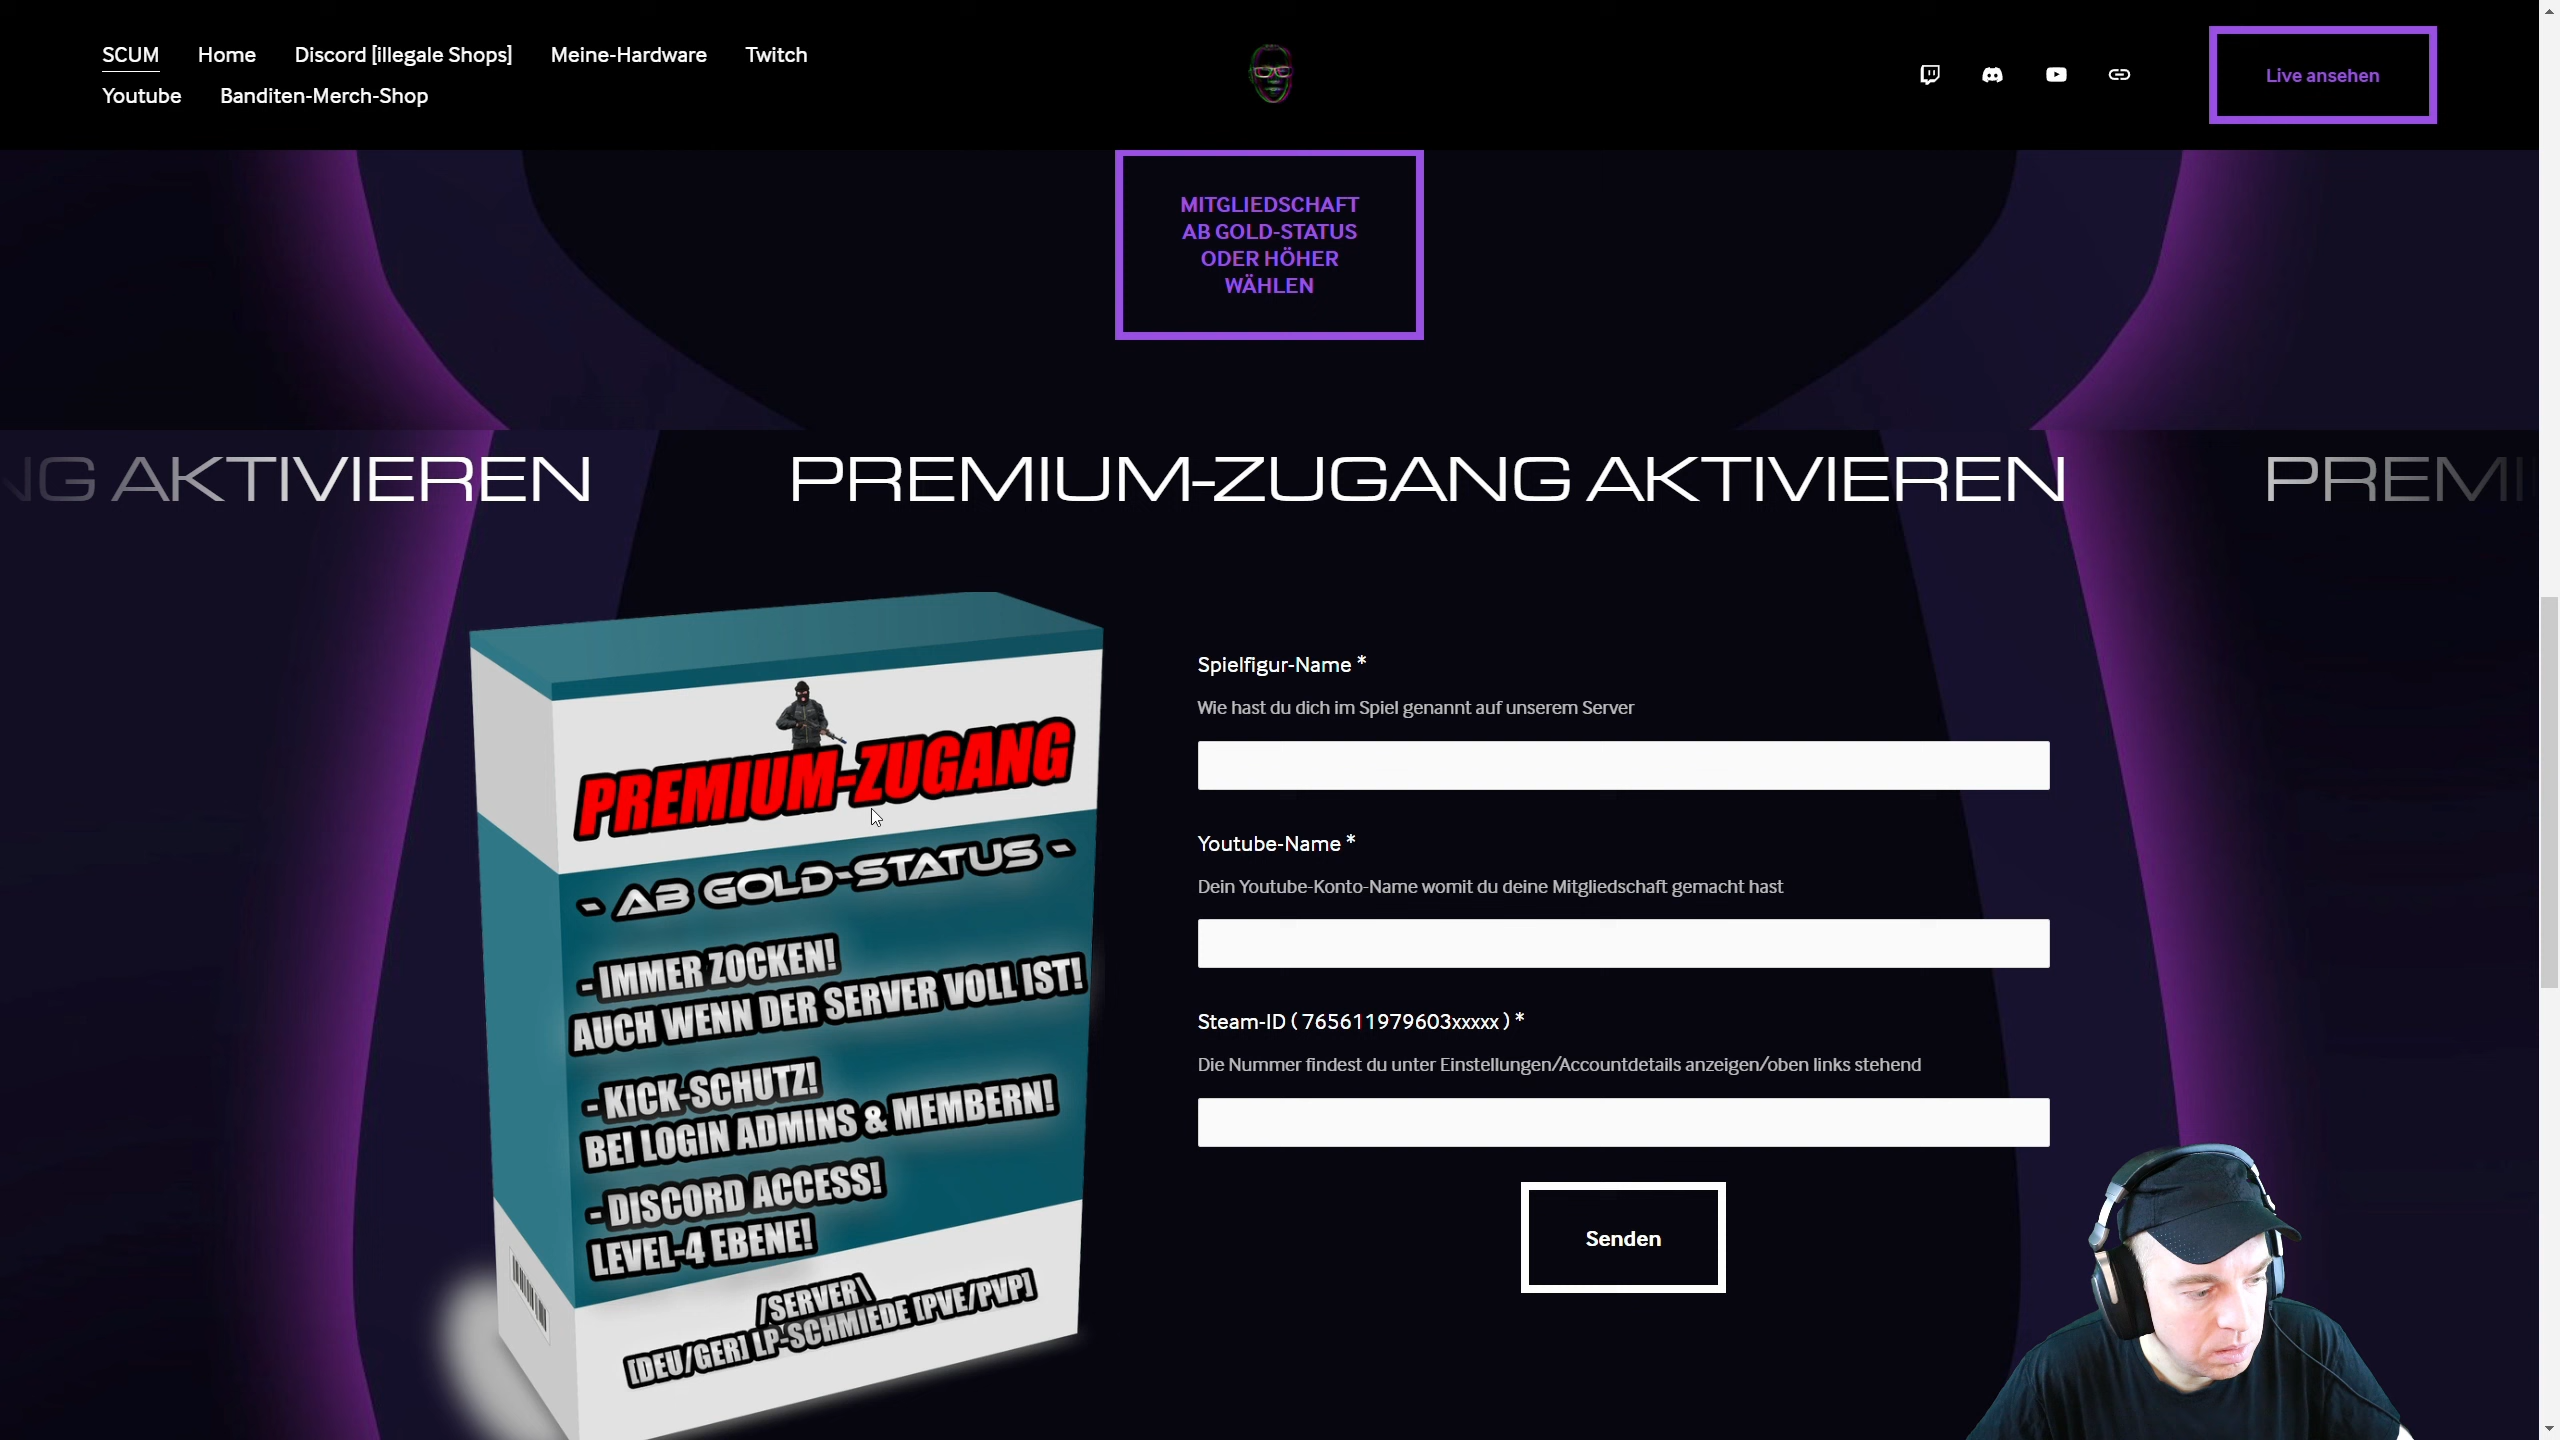 SCUM Home Discord [illegale Shops] Meine-Hardware Twitch
Youtube Banditen-Merch-Shop
Live ansehen
MITGLIEDSCHAFT
AB GOLD-STATUS
ODER HÖHER
WÄHLEN
NG AKTIVIEREN PREMIUM-ZUGANG AKTIVIEREN PREMI
PREMIUM-ZUGANG
- AB GOLD-STATUS -
- IMMER ZOCKEN!
AUCH WENN DER SERVER VOLL IST!
- KICK-SCHUTZ!
BEI LOGIN ADMINS & MEMBERN!
- DISCORD ACCESS!
LEVEL-4 EBENE!
/SERVER\
[DEU/GER] LP-SCHMIEDE [PVE/PVP]
Spielfigur-Name *
Wie hast du dich im Spiel genannt auf unserem Server
Youtube-Name *
Dein Youtube-Konto-Name womit du deine Mitgliedschaft gemacht hast
Steam-ID ( 765611979603xxxxx ) *
Die Nummer findest du unter Einstellungen/Accountdetails anzeigen/oben links stehend
Senden